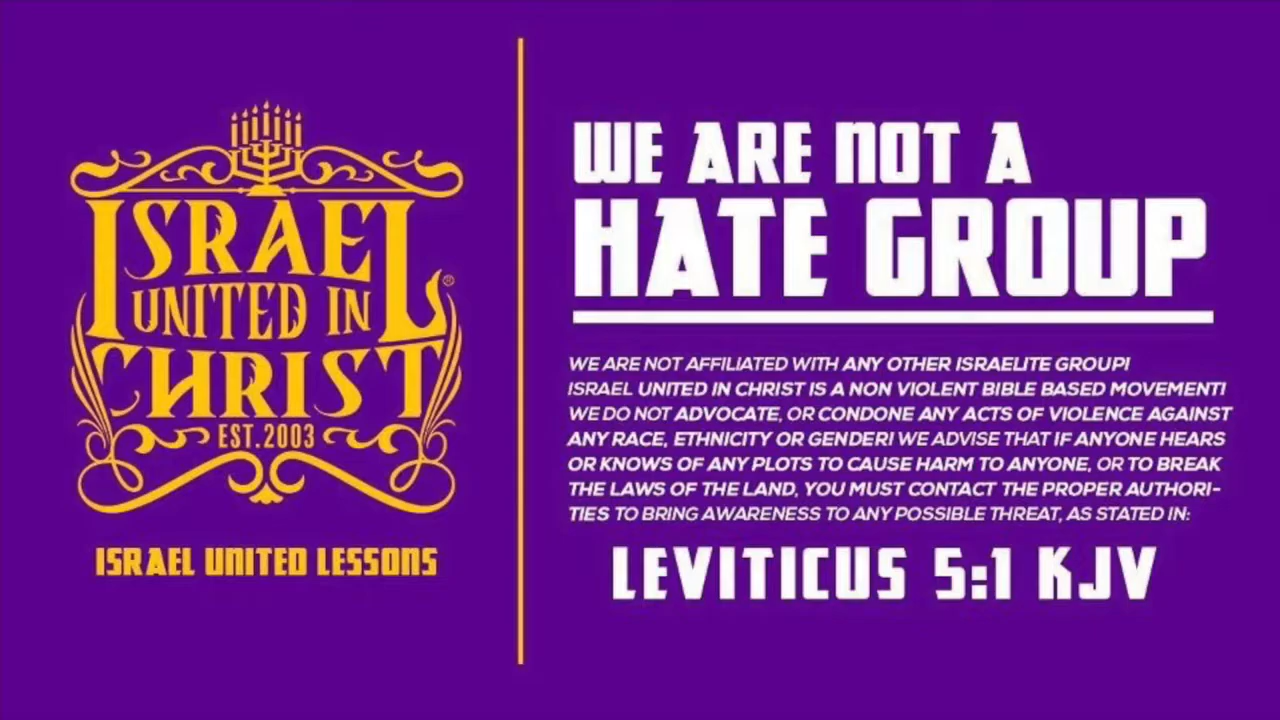 ISRAEL
UNITED IN
CHRIST
EST.2003
ISRAEL UNITED LESSONS
WE ARE NOT A
HATE GROUP
WE ARE NOT AFFILIATED WITH ANY OTHER ISRAELITE GROUP!
ISRAEL UNITED IN CHRIST IS A NON VIOLENT BIBLE BASED MOVEMENT!
WE DO NOT ADVOCATE, OR CONDONE ANY ACTS OF VIOLENCE AGAINST
ANY RACE, ETHNICITY OR GENDER! WE ADVISE THAT IF ANYONE HEARS
OR KNOWS OF ANY PLOTS TO CAUSE HARM TO ANYONE, OR TO BREAK
THE LAWS OF THE LAND, YOU MUST CONTACT THE PROPER AUTHORI-
TIES TO BRING AWARENESS TO ANY POSSIBLE THREAT, AS STATED IN:
LEVITICUS 5:1 KJV